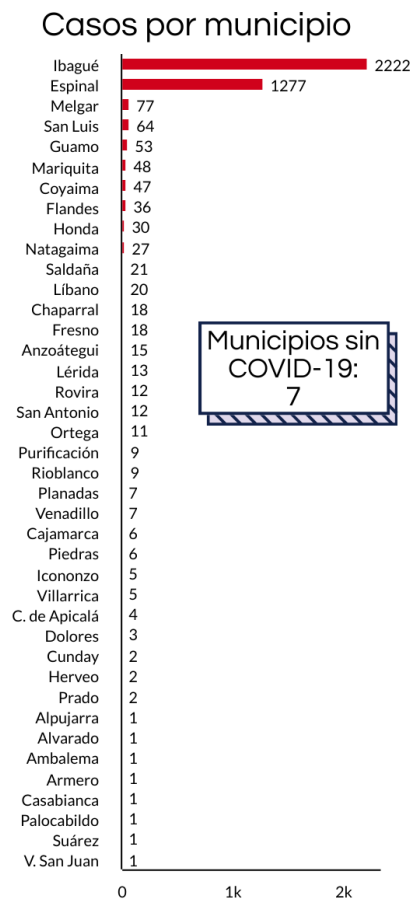 Casos por municipio
Ibagué 2222
Espinal 1277
Melgar 77
San Luis 64
Guamo 53
Mariquita 48
Coyaima 47
Flandes 36
Honda 30
Natagaima 27
Saldaña 21
Líbano 20
Chaparral 18
Fresno 18
Anzoátegui 15
Lérida 13
Rovira 12
San Antonio 12
Ortega 11
Purificación 9
Rioblanco 9
Planadas 7
Venadillo 7
Cajamarca 6
Piedras 6
Icononzo 5
Villarrica 5
C. de Apicalá 4
Dolores 3
Cunday 2
Herveo 2
Prado 2
Alpujarra 1
Alvarado 1
Ambalema 1
Armero 1
Casabianca 1
Palocabildo 1
Suárez 1
V. San Juan 1
0 1k 2k
Municipios sin
COVID-19:
7